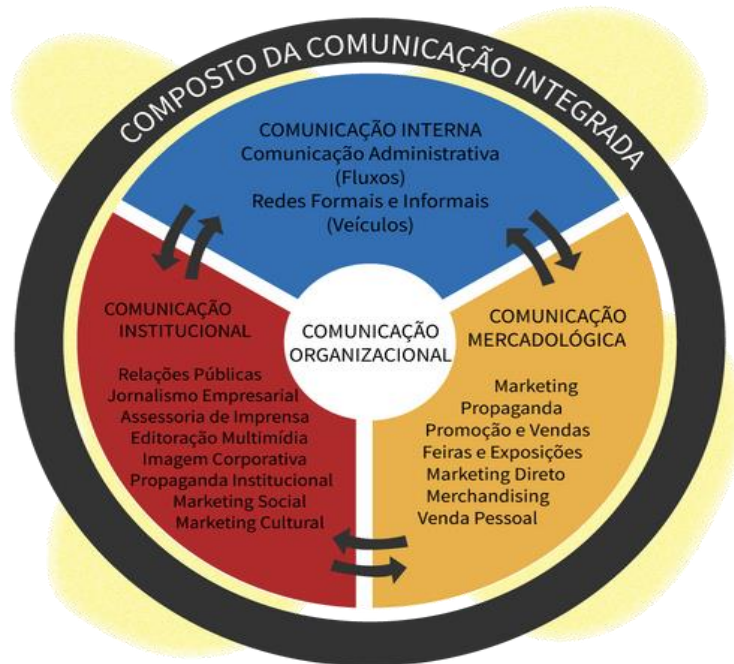 COMPOSTO DA COMUNICAÇÃO INTEGRADA
COMUNICAÇÃO INTERNA
Comunicação Administrativa
(Fluxos)
Redes Formais e Informais
(Veículos)
COMUNICAÇÃO
INSTITUCIONAL
Relações Públicas
Jornalismo Empresarial
Assessoria de Imprensa
Editoração Multimídia
Imagem Corporativa
Propaganda Institucional
Marketing Social
Marketing Cultural
COMUNICAÇÃO
ORGANIZACIONAL
COMUNICAÇÃO
MERCADOLÓGICA
Marketing
Propaganda
Promoção e Vendas
Feiras e Exposições
Marketing Direto
Merchandising
Venda Pessoal